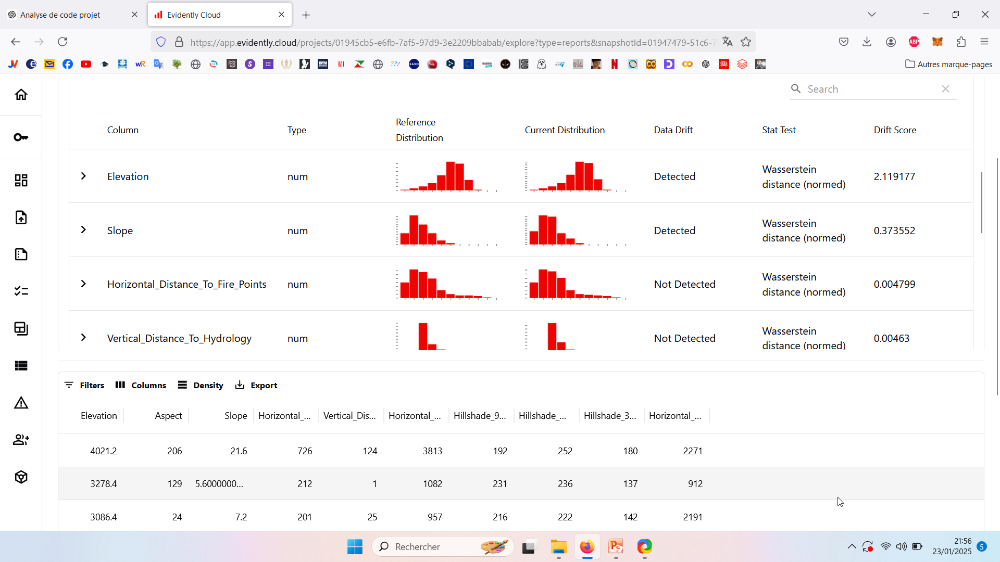 Analyse de code projet
Evidently Cloud
https://app.evidently.cloud/projects/01945cb5-e6fb-7af5-97d9-3e2209bbabab/explore?type=reports&snapshotId=01947479-51c6-7
ABP
Autres marque-pages
Search
Column Type Reference Distribution Current Distribution Data Drift Stat Test Drift Score
Elevation num Detected Wasserstein distance (normed) 2.119177
Slope num Detected Wasserstein distance (normed) 0.373552
Horizontal_Distance_To_Fire_Points num Not Detected Wasserstein distance (normed) 0.004799
Vertical_Distance_To_Hydrology num Not Detected Wasserstein distance (normed) 0.00463
Filters Columns Density Export
Elevation Aspect Slope Horizontal_... Vertical_Dis... Horizontal_... Hillshade_9... Hillshade_... Hillshade_3... Horizontal_...
4021.2 206 21.6 726 124 3813 192 252 180 2271
3278.4 129 5.6000000... 212 1 1082 231 236 137 912
3086.4 24 7.2 201 25 957 216 222 142 2191
Rechercher
21:56
23/01/2025
5